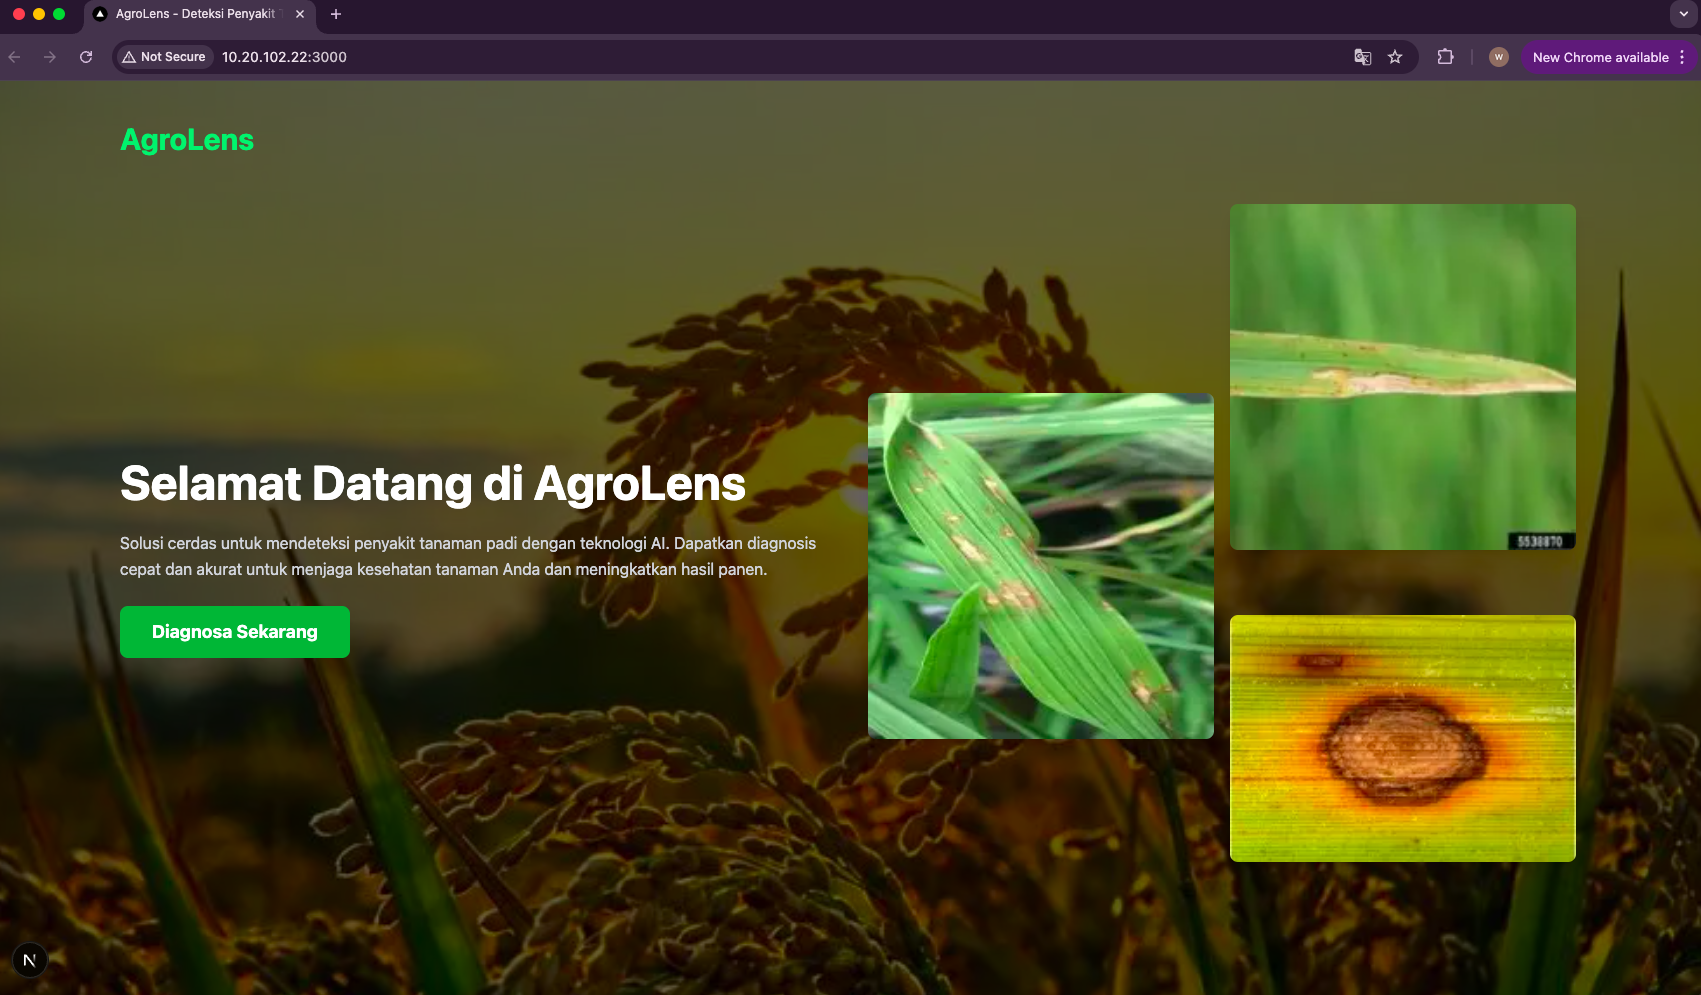 AgroLens - Deteksi Penyakit
Not Secure
10.20.102.22:3000
W
New Chrome available
AgroLens
Selamat Datang di AgroLens
Solusi cerdas untuk mendeteksi penyakit tanaman padi dengan teknologi AI. Dapatkan diagnosis
cepat dan akurat untuk menjaga kesehatan tanaman Anda dan meningkatkan hasil panen.
Diagnosa Sekarang
5538870
N